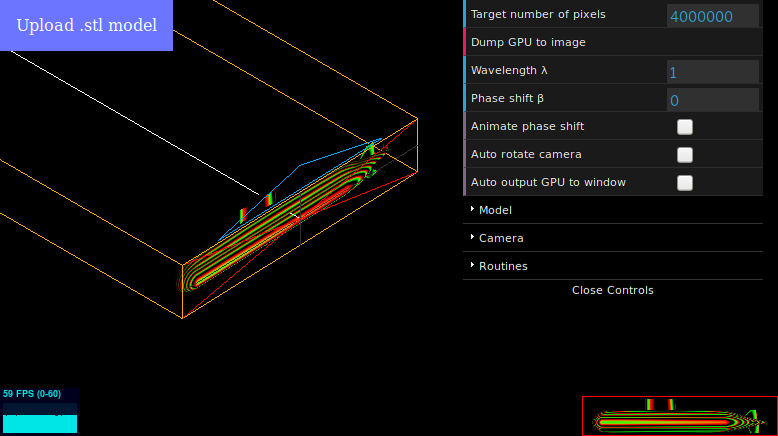 Upload .stl model
Target number of pixels 4000000
Dump GPU to image
Wavelength λ 1
Phase shift β 0
Animate phase shift
Auto rotate camera
Auto output GPU to window
Model
Camera
Routines
Close Controls
59 FPS (0-60)